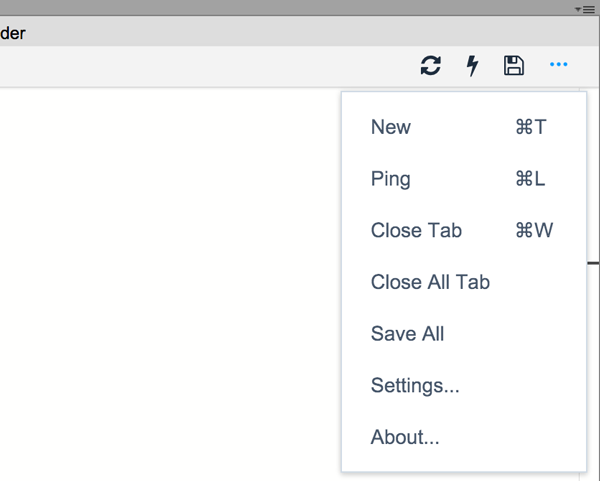 der
New ⌘T
Ping ⌘L
Close Tab ⌘W
Close All Tab
Save All
Settings...
About...